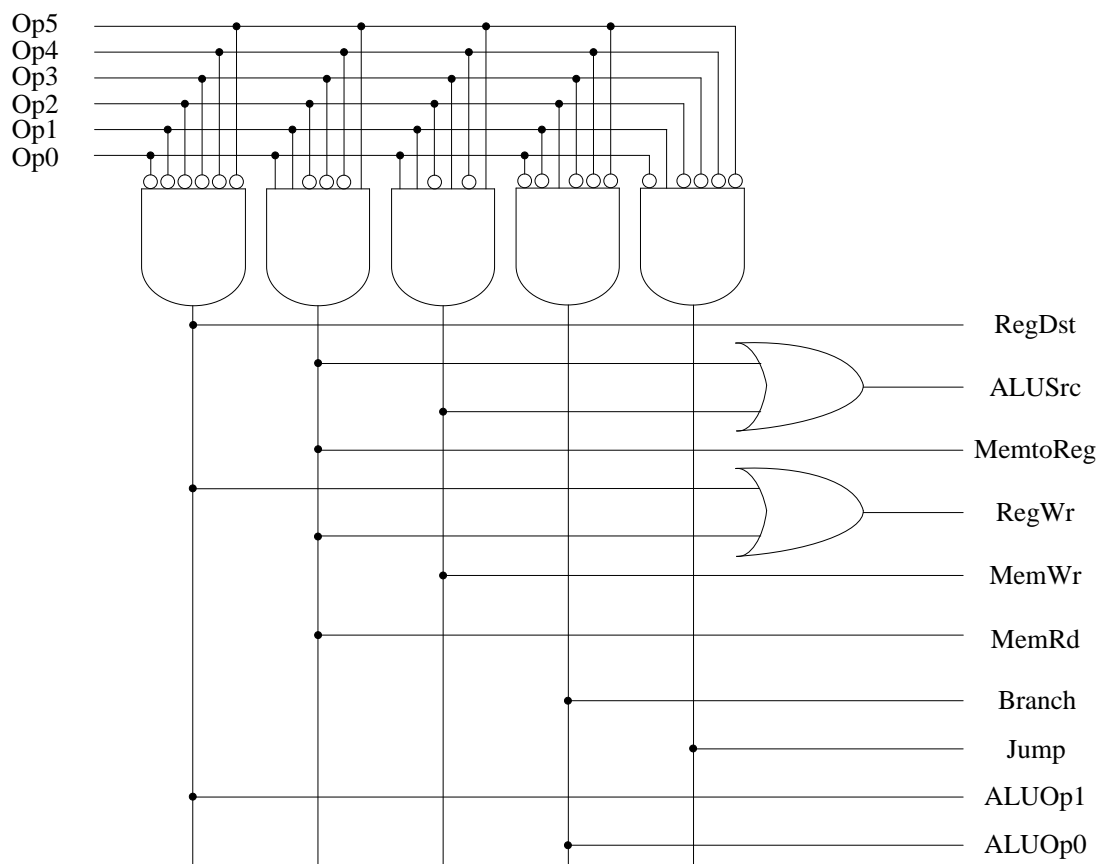 Op5
Op4
Op3
Op2
Op1
Op0
RegDst
ALUSrc
MemtoReg
RegWr
MemWr
MemRd
Branch
Jump
ALUOp1
ALUOp0